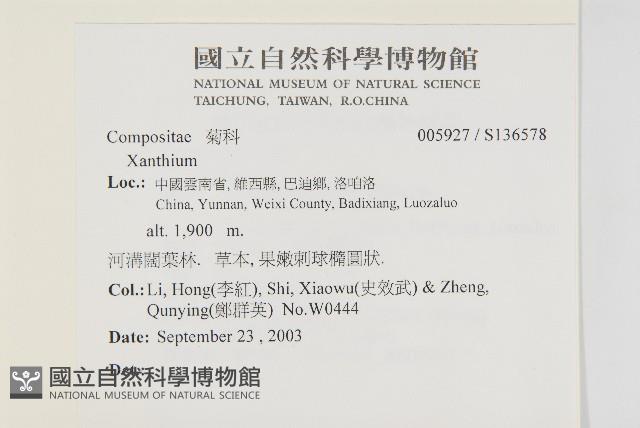 國立自然科學博物館
NATIONAL MUSEUM OF NATURAL SCIENCE
TAICHUNG, TAIWAN, R.O.CHINA
Compositae 菊科 005927 / S136578
Xanthium
Loc.: 中國雲南省, 維西縣, 巴迪鄉, 洛咱洛
China, Yunnan, Weixi County, Badixiang, Luozaluo
alt. 1,900 m.
河溝闊葉林. 草本, 果嫩刺球橢圓狀.
Col.: Li, Hong(李紅), Shi, Xiaowu(史效武) & Zheng,
Qunying(鄭群英) No.W0444
Date: September 23 , 2003
國立自然科學博物館
NATIONAL MUSEUM OF NATURAL SCIENCE